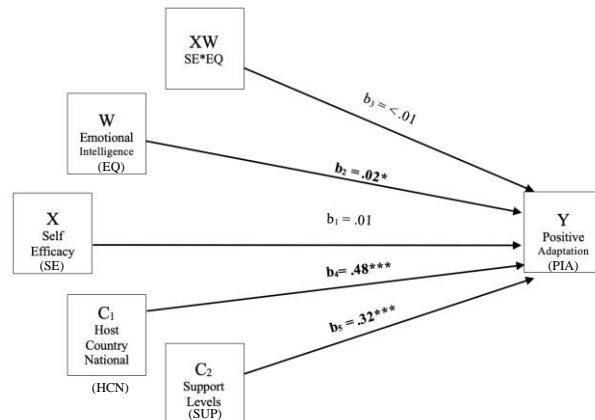 XW
SE*EQ
b₃ = <.01
W
Emotional
Intelligence
(EQ)
b₂ = .02*
X
Self
Efficacy
(SE)
b₁ = .01
Y
Positive
Adaptation
(PIA)
b₄= .48***
C₁
Host
Country
National
(HCN)
b₅ = .32***
C₂
Support
Levels
(SUP)